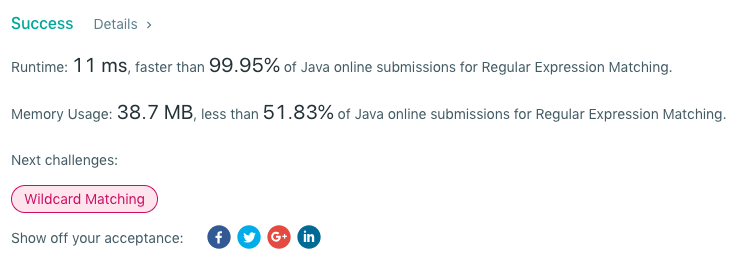 Success Details >
Runtime: 11 ms, faster than 99.95% of Java online submissions for Regular Expression Matching.
Memory Usage: 38.7 MB, less than 51.83% of Java online submissions for Regular Expression Matching.
Next challenges:
Wildcard Matching
Show off your acceptance: f G+ in